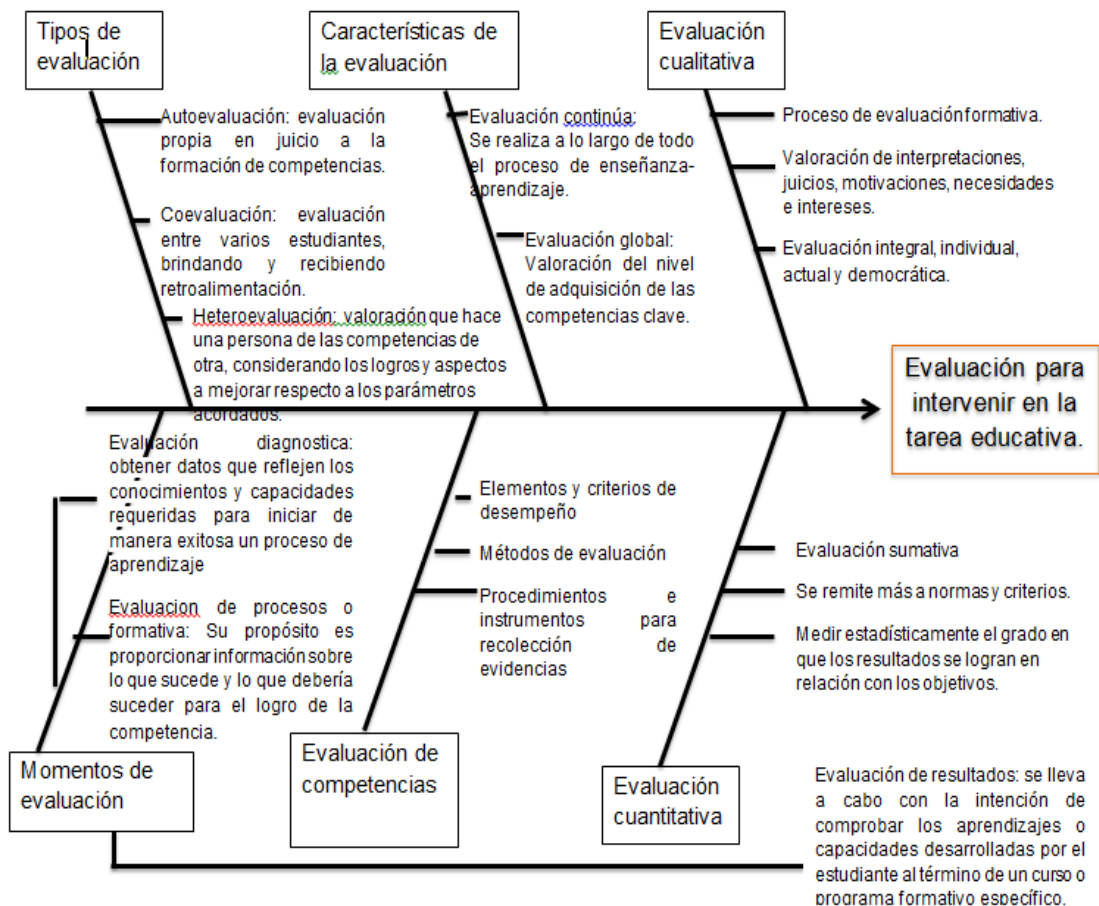 Tipos de
evaluación
Características de
la evaluación
Evaluación
cualitativa
Autoevaluación: evaluación
propia en juicio a la
formación de competencias.
Coevaluación: evaluación
entre varios estudiantes,
brindando y recibiendo
retroalimentación.
Heteroevaluación: valoración que hace
una persona de las competencias de
otra, considerando los logros y aspectos
a mejorar respecto a los parámetros
acordados.
Evaluación continúa:
Se realiza a lo largo de todo
el proceso de enseñanza-
aprendizaje.
Evaluación global:
Valoración del nivel
de adquisición de las
competencias clave.
Proceso de evaluación formativa.
Valoración de interpretaciones,
juicios, motivaciones, necesidades
e intereses.
Evaluación integral, individual,
actual y democrática.
Evaluación para
intervenir en la
tarea educativa.
Evaluación diagnostica:
obtener datos que reflejen los
conocimientos y capacidades
requeridas para iniciar de
manera exitosa un proceso de
aprendizaje
Evaluacion de procesos o
formativa: Su propósito es
proporcionar información sobre
lo que sucede y lo que debería
suceder para el logro de la
competencia.
Elementos y criterios de
desempeño
Métodos de evaluación
Procedimientos e
instrumentos para
recolección de
evidencias
Evaluación sumativa
Se remite más a normas y criterios.
Medir estadísticamente el grado en
que los resultados se logran en
relación con los objetivos.
Momentos de
evaluación
Evaluación de
competencias
Evaluación
cuantitativa
Evaluación de resultados: se lleva
a cabo con la intención de
comprobar los aprendizajes o
capacidades desarrolladas por el
estudiante al término de un curso o
programa formativo específico.